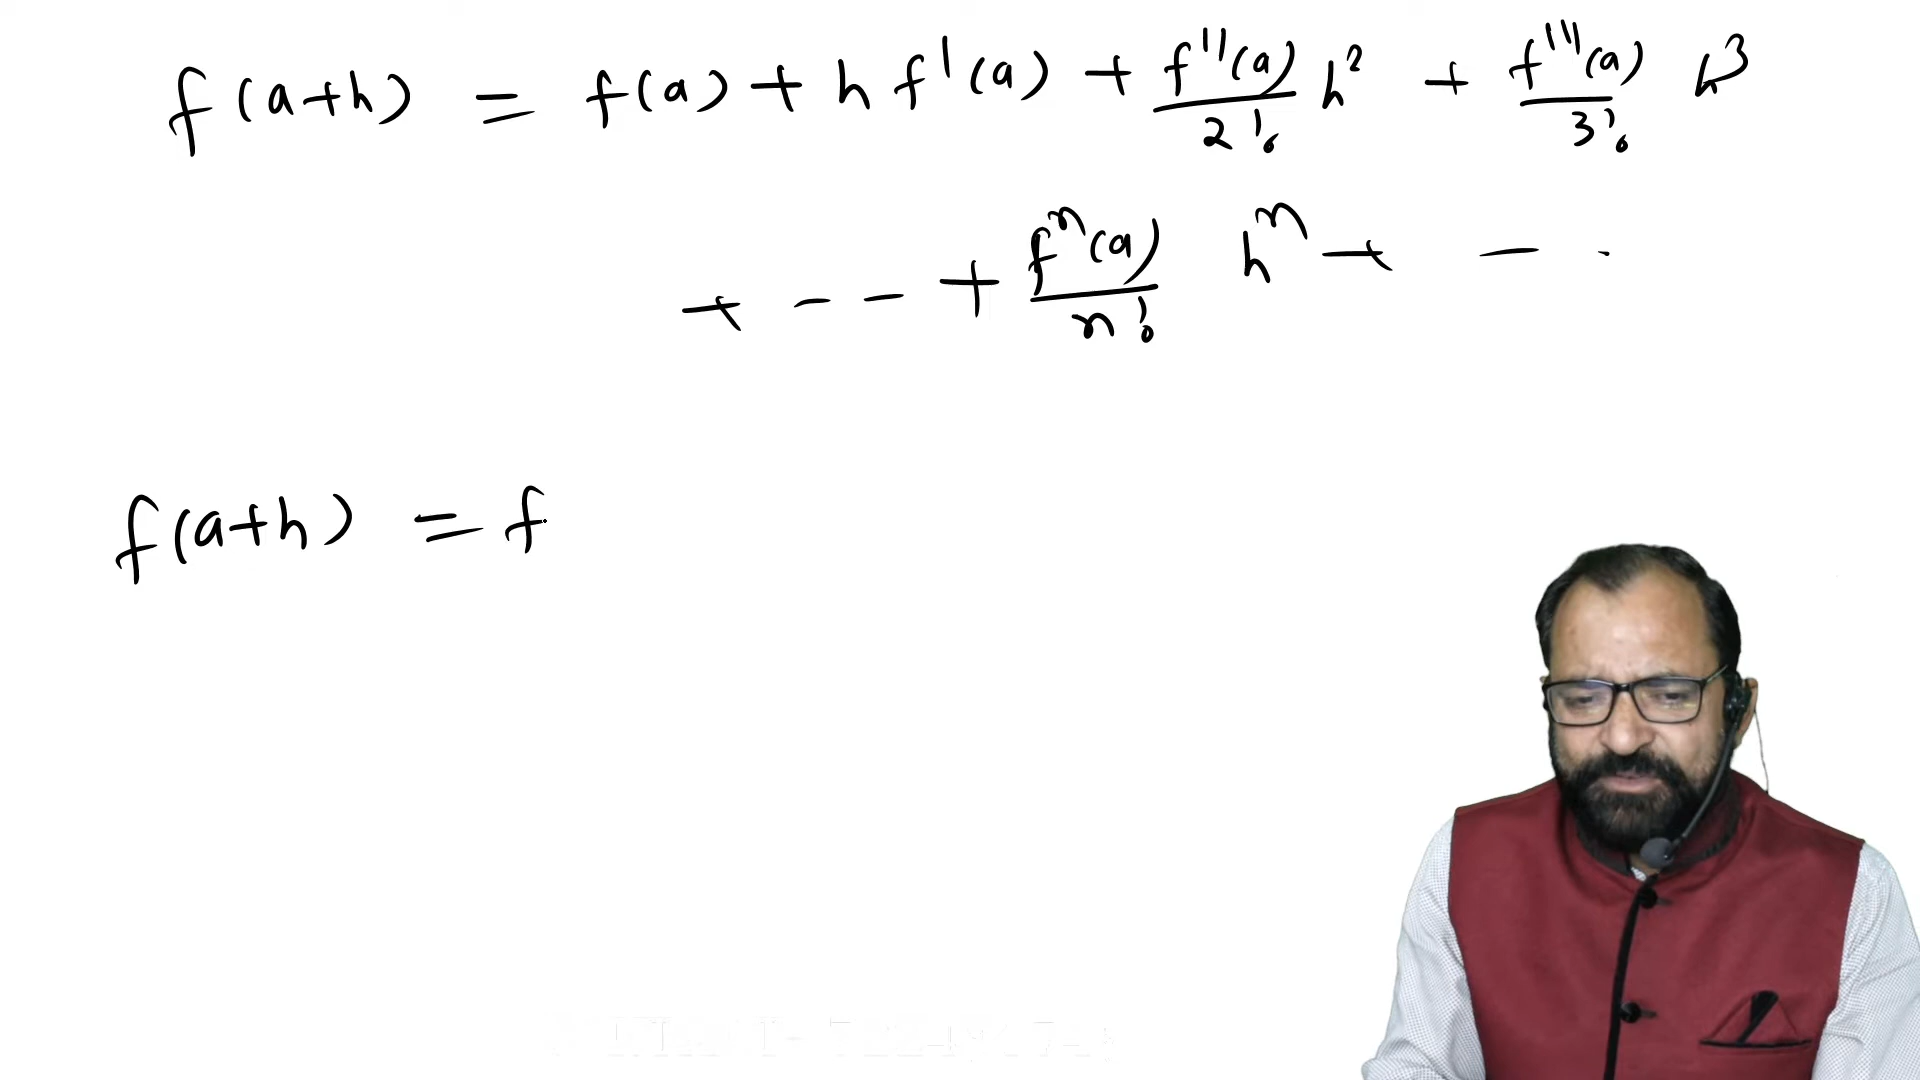 f(a+h) = f(a) + h f'(a) + f''(a)/2! h² + f'''(a)/3! h³
+ - - + fⁿ(a)/n! hⁿ + - .
f(a+h) = f